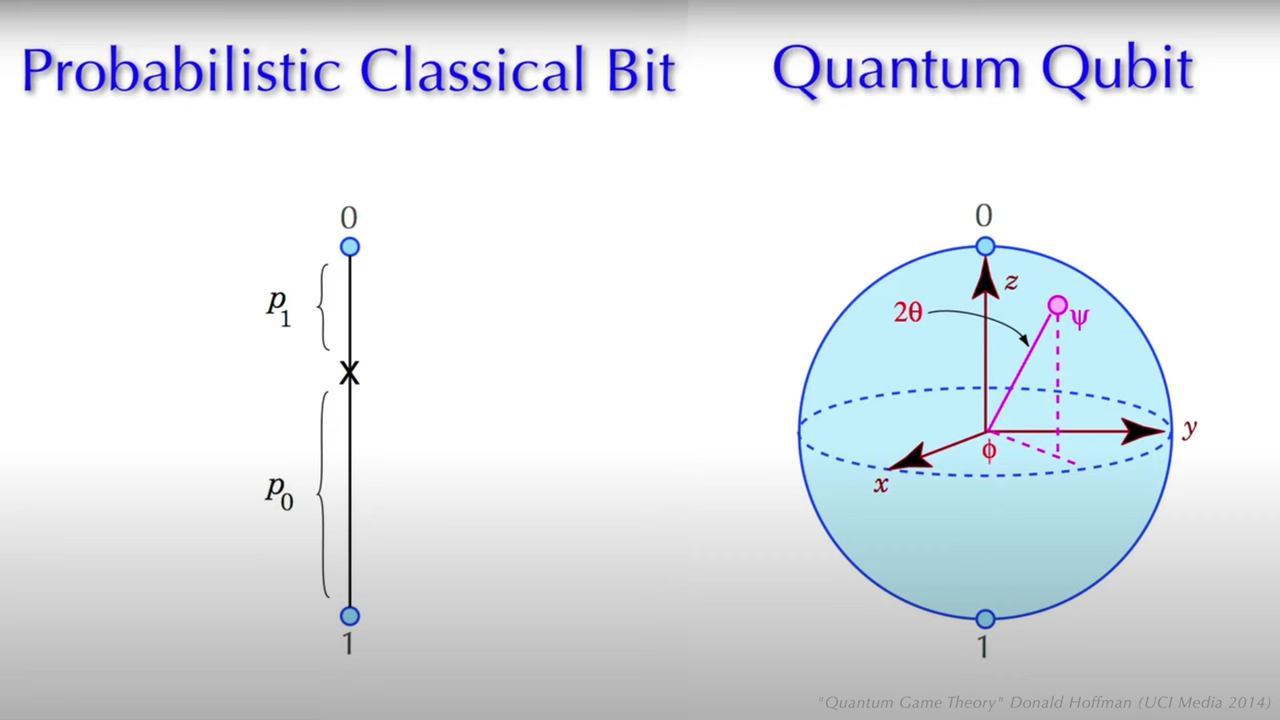 Probabilistic Classical Bit
0
p1
X
p0
1
Quantum Qubit
0
z
2θ
ψ
y
ϕ
x
1
"Quantum Game Theory" Donald Hoffman (UCI Media 2014)